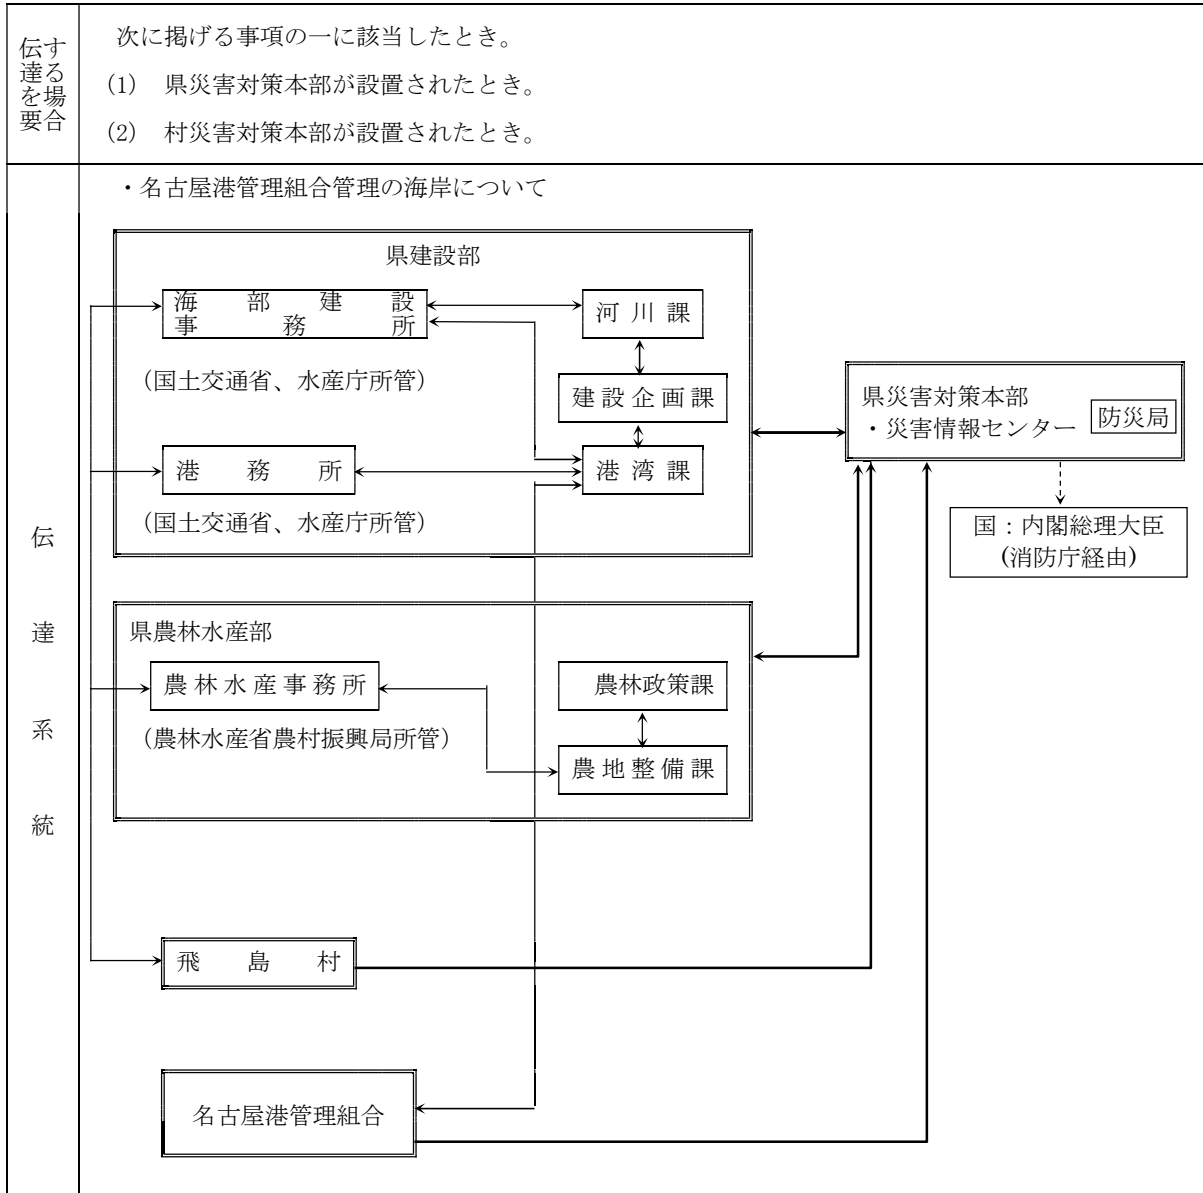 伝達を要
する場合
次に掲げる事項の一に該当したとき。
(1) 県災害対策本部が設置されたとき。
(2) 村災害対策本部が設置されたとき。
伝達系統
・名古屋港管理組合管理の海岸について
県建設部
海部建設
事務所
河川課
(国土交通省、水産庁所管)
建設企画課
港務所
港湾課
(国土交通省、水産庁所管)
県災害対策本部
・災害情報センター
防災局
国：内閣総理大臣
(消防庁経由)
県農林水産部
農林水産事務所
農林政策課
(農林水産省農村振興局所管)
農地整備課
飛島村
名古屋港管理組合